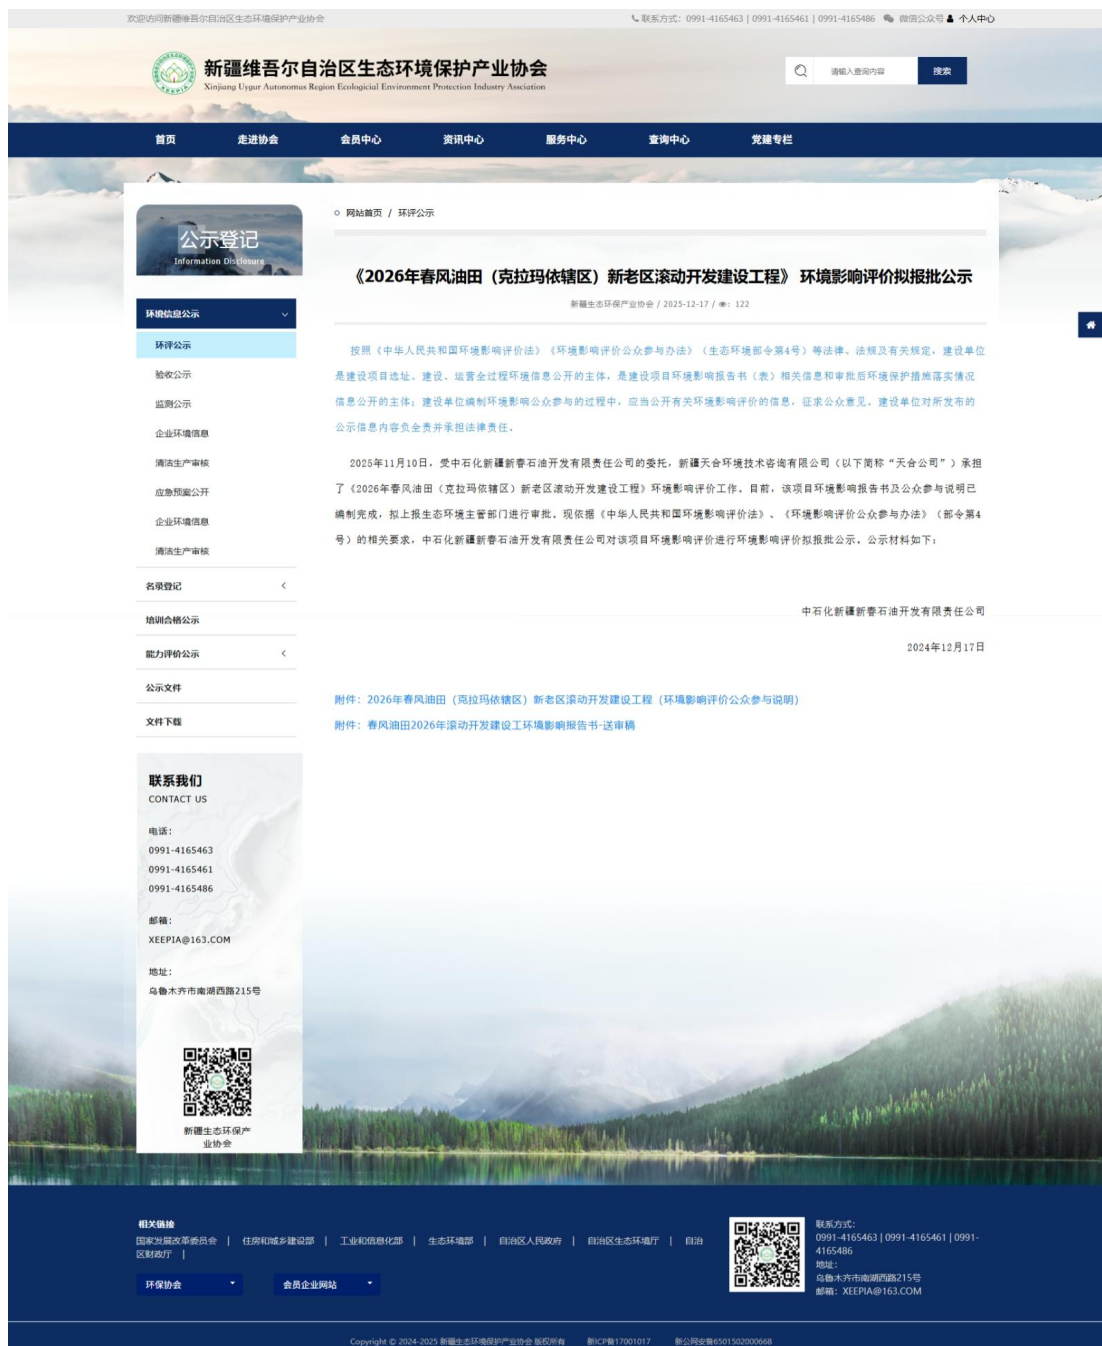 欢迎访问新疆维吾尔自治区生态环境保护产业协会
联系方式：0991-4165463 | 0991-4165461 | 0991-4165486 微信公众号 个人中心
新疆维吾尔自治区生态环境保护产业协会
Xinjiang Uygur Autonomus Region Ecologicial Environment Protection Industry Assciation
XEEPIA
请输入查询内容 搜索
首页 走进协会 会员中心 资讯中心 服务中心 查询中心 党建专栏
公示登记
Information Disclosure
环境信息公示
环评公示
验收公示
监测公示
企业环境信息
清洁生产审核
应急预案公开
企业环境信息
清洁生产审核
名录登记
培训合格公示
能力评价公示
公示文件
文件下载
网站首页 / 环评公示
《2026年春风油田（克拉玛依辖区）新老区滚动开发建设工程》 环境影响评价拟报批公示
新疆生态环保产业协会 / 2025-12-17 / : 122
按照《中华人民共和国环境影响评价法》《环境影响评价公众参与办法》（生态环境部令第4号）等法律、法规及有关规定，建设单位
是建设项目选址、建设、运营全过程环境信息公开的主体，是建设项目环境影响报告书（表）相关信息和审批后环境保护措施落实情况
信息公开的主体；建设单位编制环境影响公众参与的过程中，应当公开有关环境影响评价的信息，征求公众意见。建设单位对所发布的
公示信息内容负全责并承担法律责任。
2025年11月10日，受中石化新疆新春石油开发有限责任公司的委托，新疆天合环境技术咨询有限公司（以下简称“天合公司”）承担
了《2026年春风油田（克拉玛依辖区）新老区滚动开发建设工程》环境影响评价工作。目前，该项目环境影响报告书及公众参与说明已
编制完成，拟上报生态环境主管部门进行审批。现依据《中华人民共和国环境影响评价法》、《环境影响评价公众参与办法》（部令第4
号）的相关要求，中石化新疆新春石油开发有限责任公司对该项目环境影响评价进行环境影响评价拟报批公示。公示材料如下：
中石化新疆新春石油开发有限责任公司
2024年12月17日
附件：2026年春风油田（克拉玛依辖区）新老区滚动开发建设工程（环境影响评价公众参与说明）
附件：春风油田2026年滚动开发建设工环境影响报告书-送审稿
联系我们
CONTACT US
电话：
0991-4165463
0991-4165461
0991-4165486
邮箱：
XEEPIA@163.COM
地址：
乌鲁木齐市南湖西路215号
新疆生态环保产
业协会
相关链接
国家发展改革委员会 | 住房和城乡建设部 | 工业和信息化部 | 生态环境部 | 自治区人民政府 | 自治区生态环境厅 | 自治
区财政厅 |
环保协会 会员企业网站
联系方式：
0991-4165463 | 0991-4165461 | 0991-
4165486
地址：
乌鲁木齐市南湖西路215号
邮箱：XEEPIA@163.COM
Copyright © 2024-2025 新疆生态环境保护产业协会 版权所有 新ICP备17001017 新公网安备6501502000668